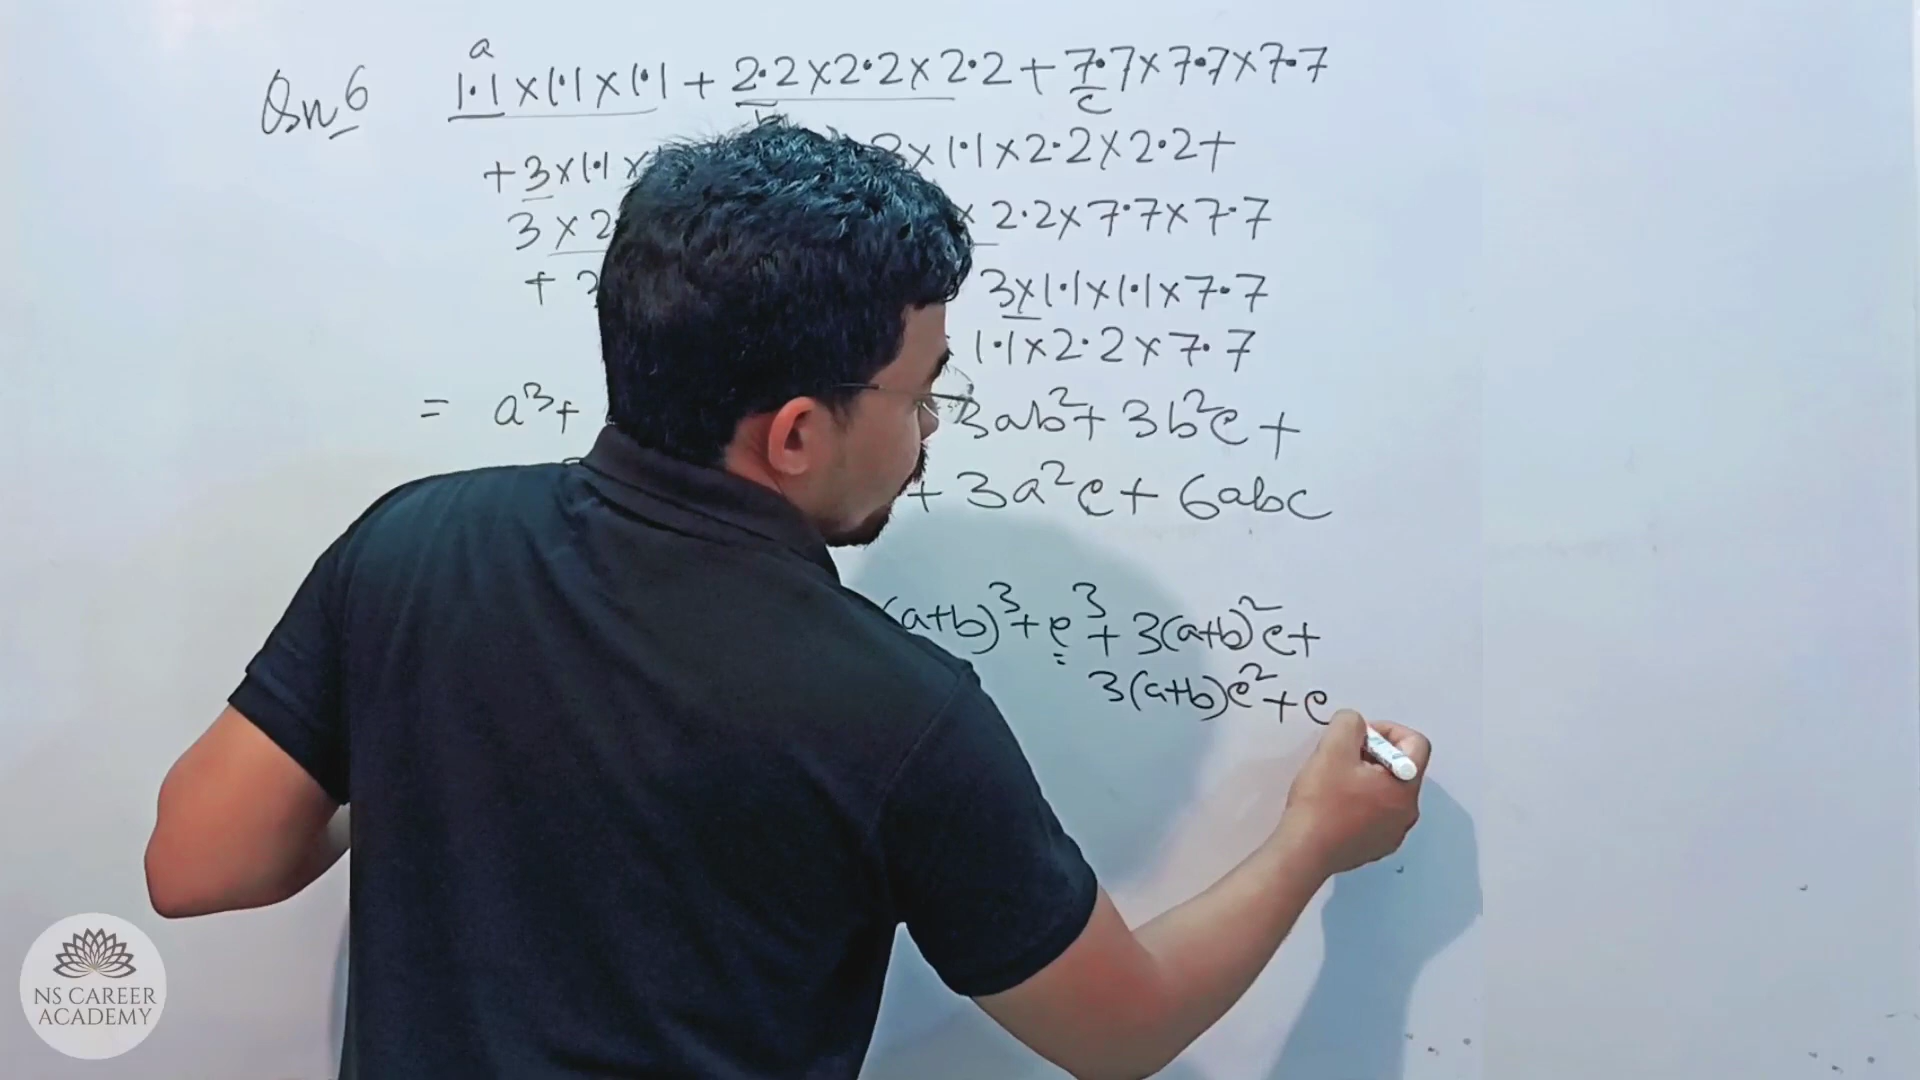 a
Qn 6 1.1×1.1×1.1+2.2×2.2×2.2+7.7×7.7×7.7
c
+3×1.1× ×1.1×2.2×2.2+
3×2 × 2.2×7.7×7.7
+ 3×1.1×1.1×7.7
1.1×2.2×7.7
= a³+ 3ab²+3b²c+
+3a²c+6abc
(a+b)³+c³+3(a+b)²c+
3(a+b)c²+c
NS CAREER
ACADEMY